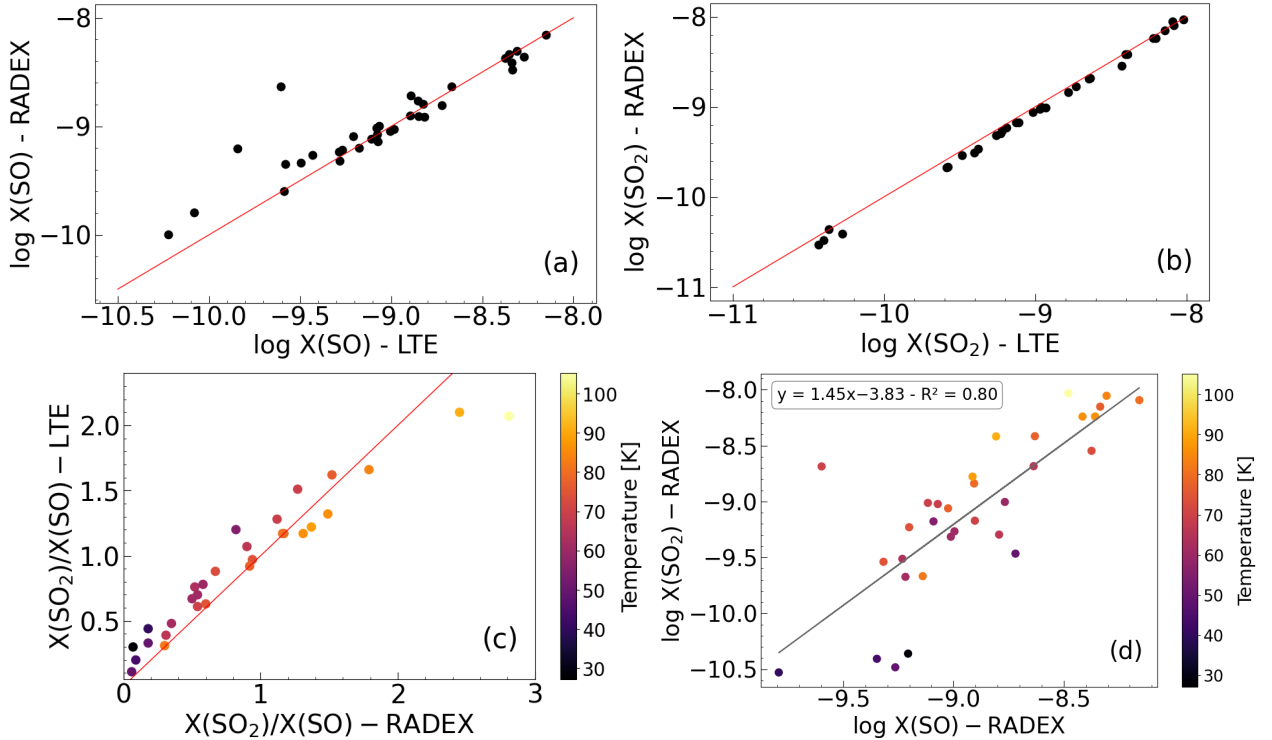 −8
−9
−10
log X(SO) - RADEX
(a)
−10.5 −10.0 −9.5 −9.0 −8.5 −8.0
log X(SO) - LTE
−8
−9
−10
−11
log X(SO₂) - RADEX
(b)
−11 −10 −9 −8
log X(SO₂) - LTE
2.0
1.5
1.0
0.5
X(SO₂)/X(SO) − LTE
(c)
0 1 2 3
X(SO₂)/X(SO) − RADEX
100
90
80
70
60
50
40
30
Temperature [K]
y = 1.45x−3.83 - R² = 0.80
−8.0
−8.5
−9.0
−9.5
−10.0
−10.5
log X(SO₂) − RADEX
(d)
−9.5 −9.0 −8.5
log X(SO) − RADEX
100
90
80
70
60
50
40
30
Temperature [K]